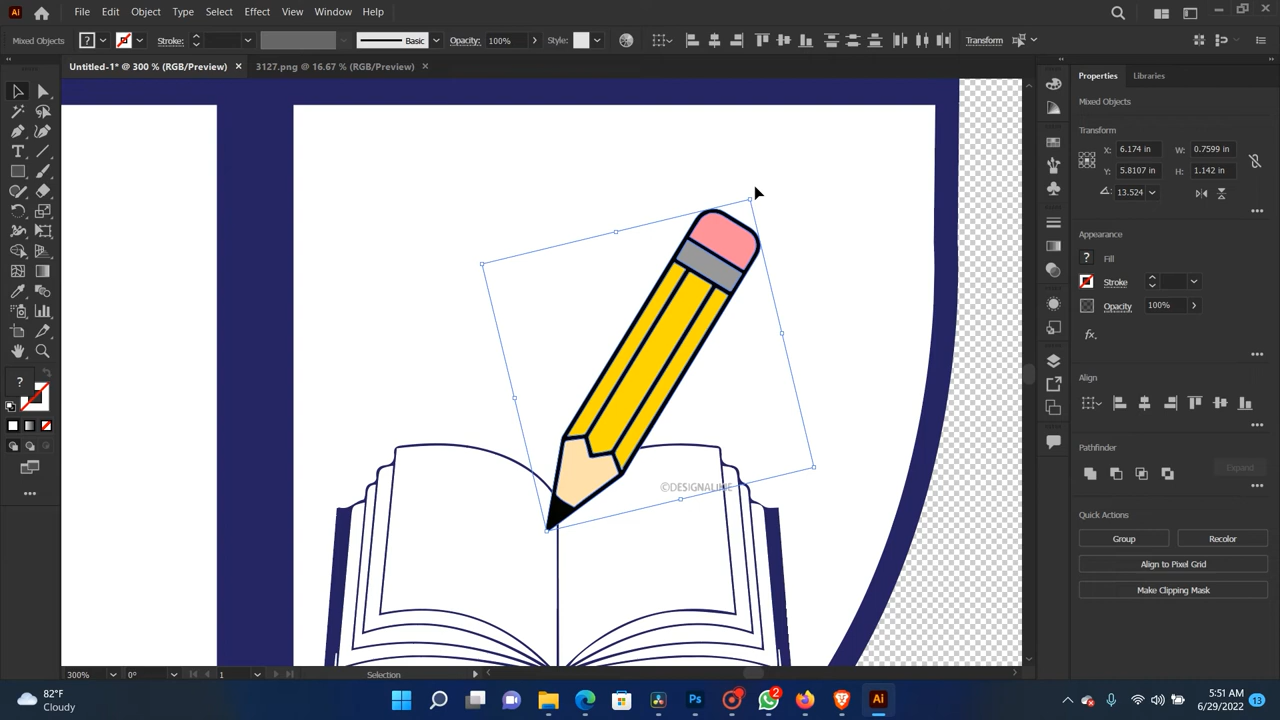 Ai File Edit Object Type Select Effect View Window Help
Mixed Objects ? Stroke: Basic Opacity: 100% Style: Transform
Untitled-1* @ 300 % (RGB/Preview) × 3127.png @ 16.67 % (RGB/Preview) ×
Properties Libraries
Mixed Objects
Transform
X: 6.174 in W: 0.7599 in
Y: 5.8107 in H: 1.142 in
13.524
Appearance
? Fill
Stroke
Opacity 100%
fx.
Align
Pathfinder
Expand
Quick Actions
Group Recolor
Align to Pixel Grid
Make Clipping Mask
?
300% 0° 1 Selection
82°F
Cloudy
Ps 2 Ai
5:51 AM
6/29/2022
13